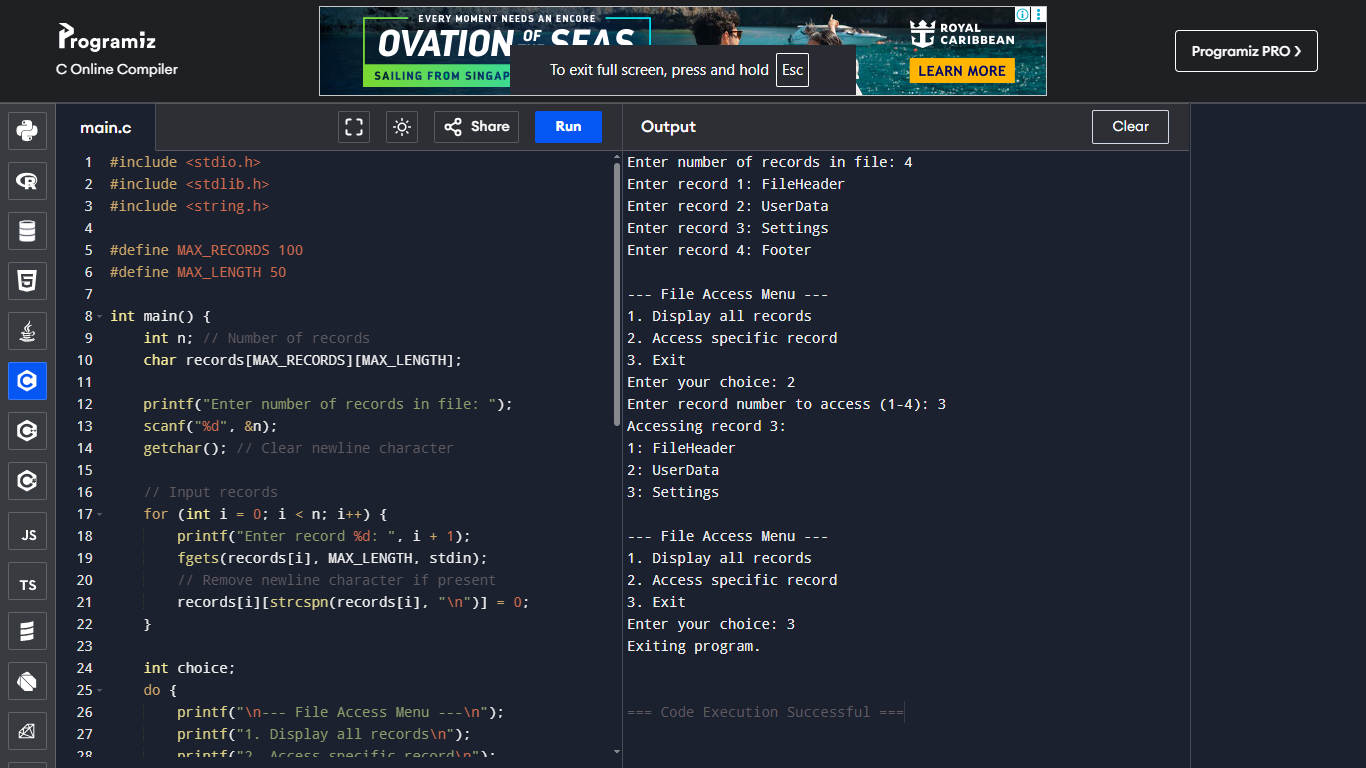 Programiz
C Online Compiler
EVERY MOMENT NEEDS AN ENCORE
OVATION OF THE SEAS
SAILING FROM SINGAP
ROYAL
CARIBBEAN
LEARN MORE
To exit full screen, press and hold Esc
Programiz PRO >
main.c
Share
Run
Output
Clear
1 #include <stdio.h>
2 #include <stdlib.h>
3 #include <string.h>
4
5 #define MAX_RECORDS 100
6 #define MAX_LENGTH 50
7
8 int main() {
9 int n; // Number of records
10 char records[MAX_RECORDS][MAX_LENGTH];
11
12 printf("Enter number of records in file: ");
13 scanf("%d", &n);
14 getchar(); // Clear newline character
15
16 // Input records
17 for (int i = 0; i < n; i++) {
18 printf("Enter record %d: ", i + 1);
19 fgets(records[i], MAX_LENGTH, stdin);
20 // Remove newline character if present
21 records[i][strcspn(records[i], "\n")] = 0;
22 }
23
24 int choice;
25 do {
26 printf("\n--- File Access Menu ---\n");
27 printf("1. Display all records\n");
28 printf("2. Access specific record\n");
JS
TS
Enter number of records in file: 4
Enter record 1: FileHeader
Enter record 2: UserData
Enter record 3: Settings
Enter record 4: Footer
--- File Access Menu ---
1. Display all records
2. Access specific record
3. Exit
Enter your choice: 2
Enter record number to access (1-4): 3
Accessing record 3:
1: FileHeader
2: UserData
3: Settings
--- File Access Menu ---
1. Display all records
2. Access specific record
3. Exit
Enter your choice: 3
Exiting program.
=== Code Execution Successful ===